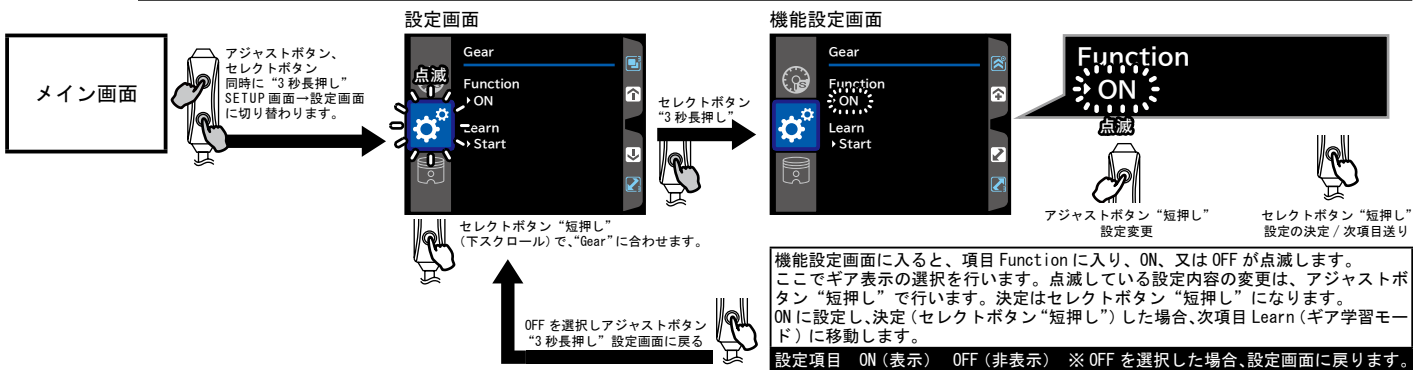 設定画面
機能設定画面
メイン画面
アジャストボタン、
セレクトボタン
同時に“3秒長押し”
SETUP画面→設定画面
に切り替わります。
Gear
点滅
Function
ON
Learn
Start
セレクトボタン
“3秒長押し”
Gear
Function
ON
Learn
Start
Function
ON
点滅
セレクトボタン“短押し”
(下スクロール)で、“Gear”に合わせます。
アジャストボタン“短押し”
設定変更
セレクトボタン“短押し”
設定の決定/次項目送り
OFFを選択しアジャストボタン
“3秒長押し”設定画面に戻る
機能設定画面に入ると、項目Functionに入り、ON、又はOFFが点滅します。
ここでギア表示の選択を行います。点滅している設定内容の変更は、アジャストボ
タン“短押し”で行います。決定はセレクトボタン“短押し”になります。
ONに設定し、決定(セレクトボタン“短押し”)した場合、次項目Learn(ギア学習モー
ド)に移動します。
設定項目 ON(表示) OFF(非表示) ※OFFを選択した場合、設定画面に戻ります。